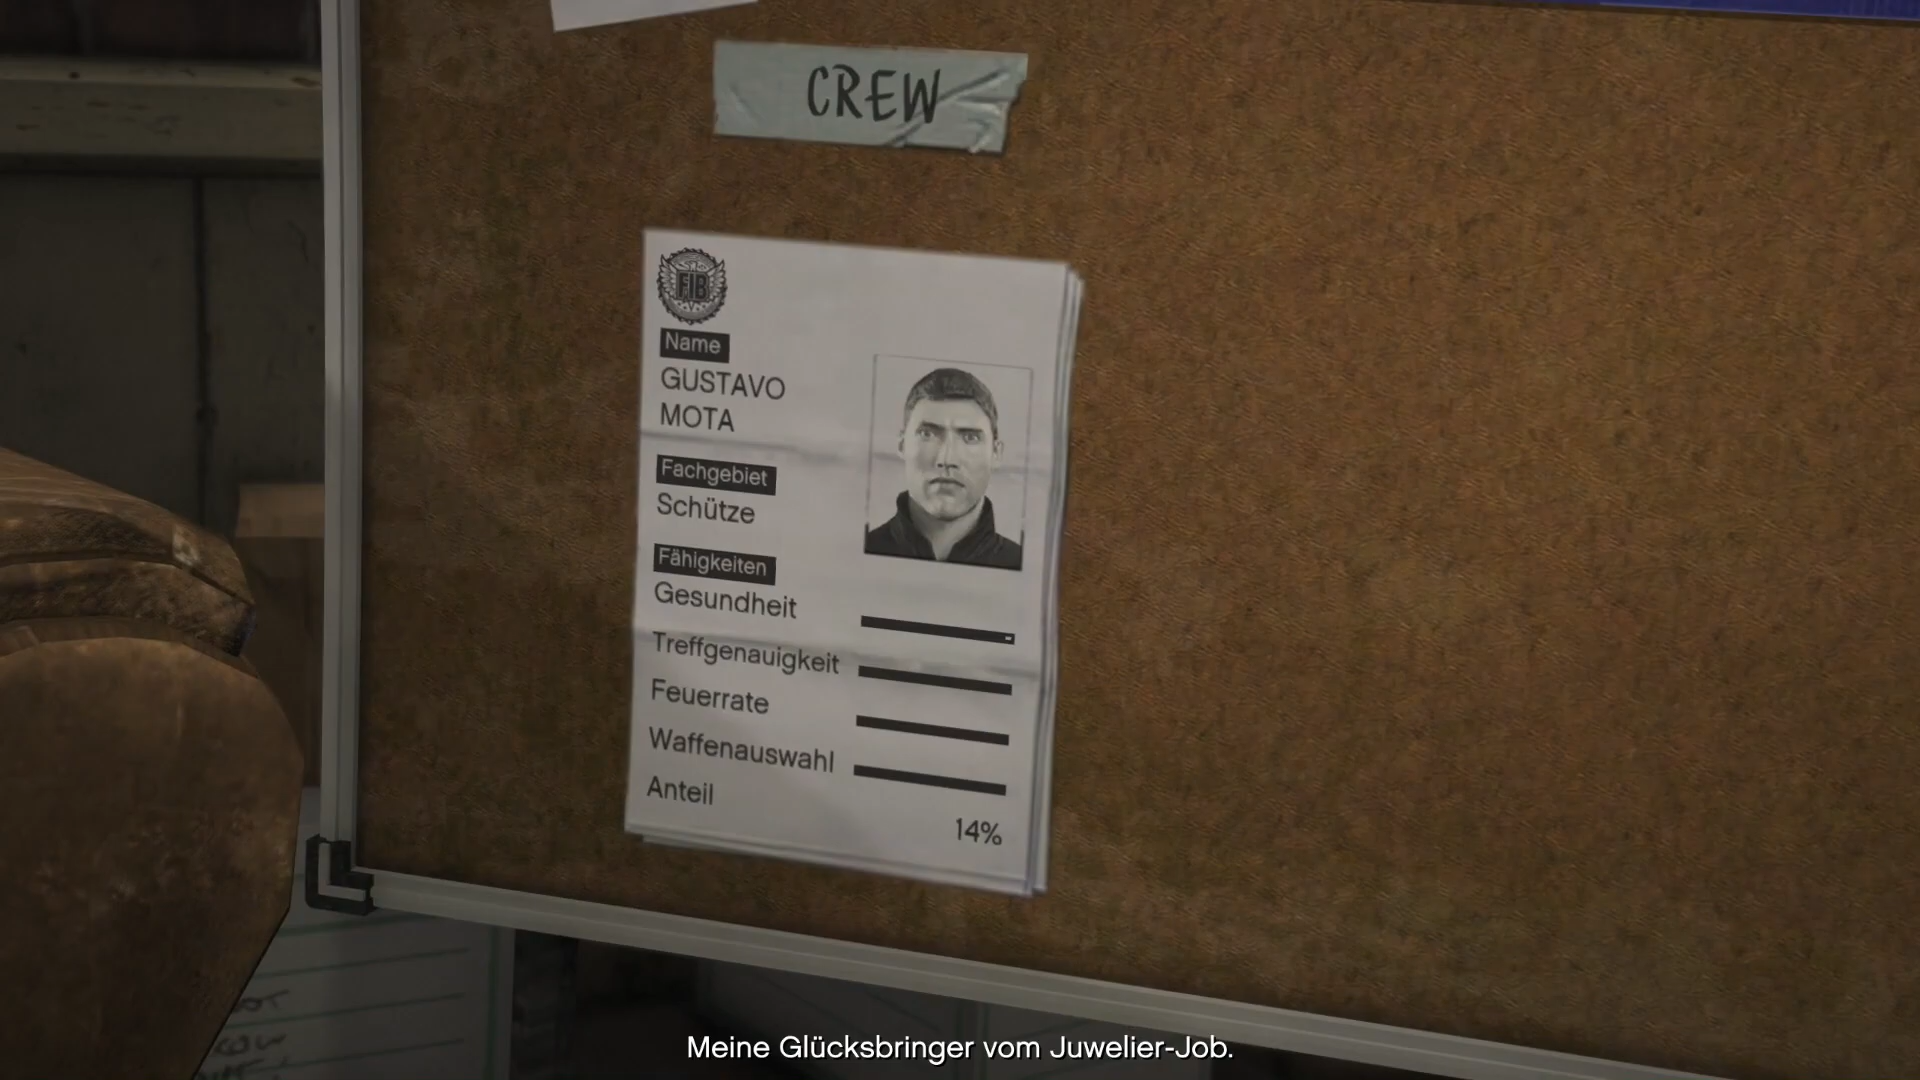 CREW
FIB
Name
GUSTAVO
MOTA
Fachgebiet
Schütze
Fähigkeiten
Gesundheit
Treffgenauigkeit
Feuerrate
Waffenauswahl
Anteil
14%
Meine Glücksbringer vom Juwelier-Job.